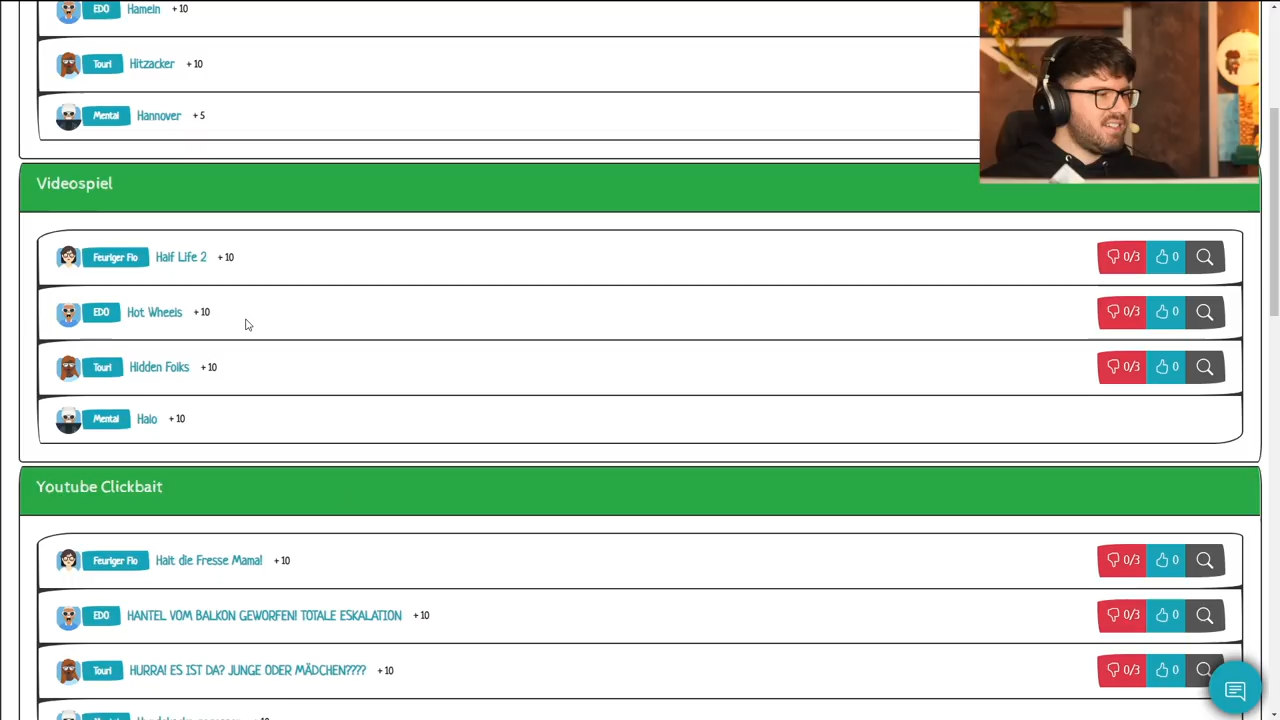 EDO Hameln + 10
Touri Hitzacker + 10
Mental Hannover + 5
Videospiel
Feuriger Flo Half Life 2 + 10 0/3 0
EDO Hot Wheels + 10 0/3 0
Touri Hidden Folks + 10 0/3 0
Mental Halo + 10
Youtube Clickbait
Feuriger Flo Halt die Fresse Mama! + 10 0/3 0
EDO HANTEL VOM BALKON GEWORFEN! TOTALE ESKALATION + 10 0/3 0
Touri HURRA! ES IST DA? JUNGE ODER MÄDCHEN???? + 10 0/3 0